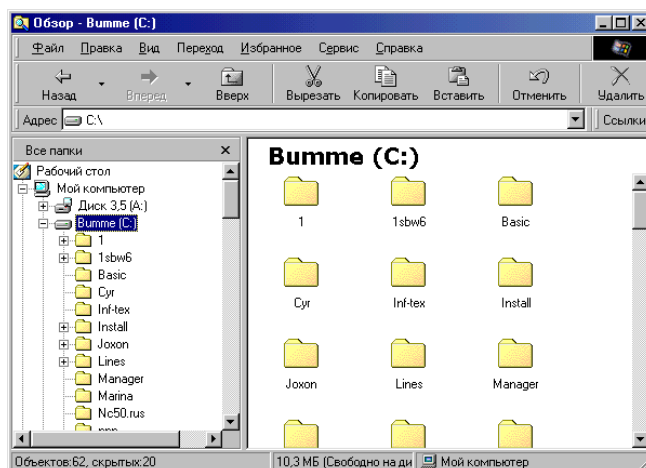 Обзор - Bumme (C:)
Файл Правка Вид Переход Избранное Сервис Справка
Назад Вперед Вверх Вырезать Копировать Вставить Отменить Удалить
Адрес C:\ Ссылки
Все папки
Рабочий стол
Мой компьютер
Диск 3,5 (A:)
Bumme (C:)
1
1sbw6
Basic
Cyr
Inf-tex
Install
Joxon
Lines
Manager
Marina
Nc50.rus
Bumme (C:)
1 1sbw6 Basic
Cyr Inf-tex Install
Joxon Lines Manager
Объектов:62, скрытых:20 10,3 МБ (Свободно на ди Мой компьютер